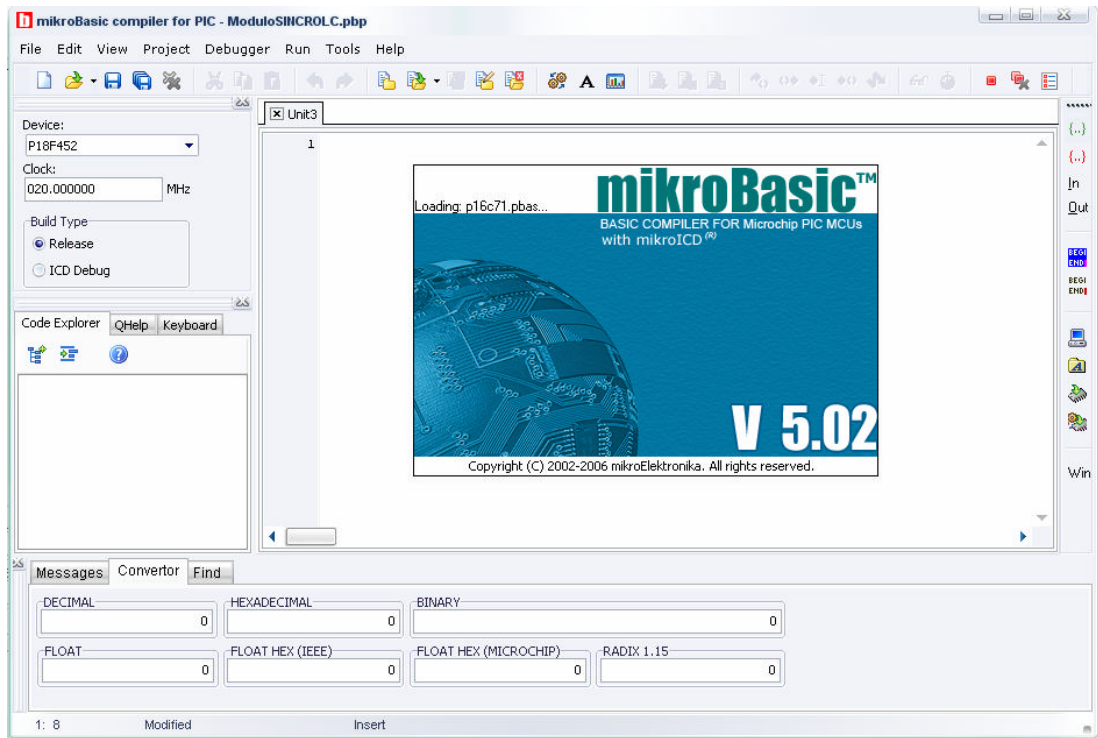 mikroBasic compiler for PIC - ModuloSINCROLC.pbp
File Edit View Project Debugger Run Tools Help
Device:
P18F452
Clock:
020.000000 MHz
Build Type
Release
ICD Debug
Code Explorer QHelp Keyboard
Unit3
1
Loading: p16c71.pbas...
mikroBasic™
BASIC COMPILER FOR Microchip PIC MCUs
with mikroICD (R)
V 5.02
Copyright (C) 2002-2006 mikroElektronika. All rights reserved.
{..}
{..}
In
Out
BEGI
END
BEGI
END
Win
Messages Convertor Find
DECIMAL HEXADECIMAL BINARY
0 0 0
FLOAT FLOAT HEX (IEEE) FLOAT HEX (MICROCHIP) RADIX 1.15
0 0 0 0
1: 8 Modified Insert